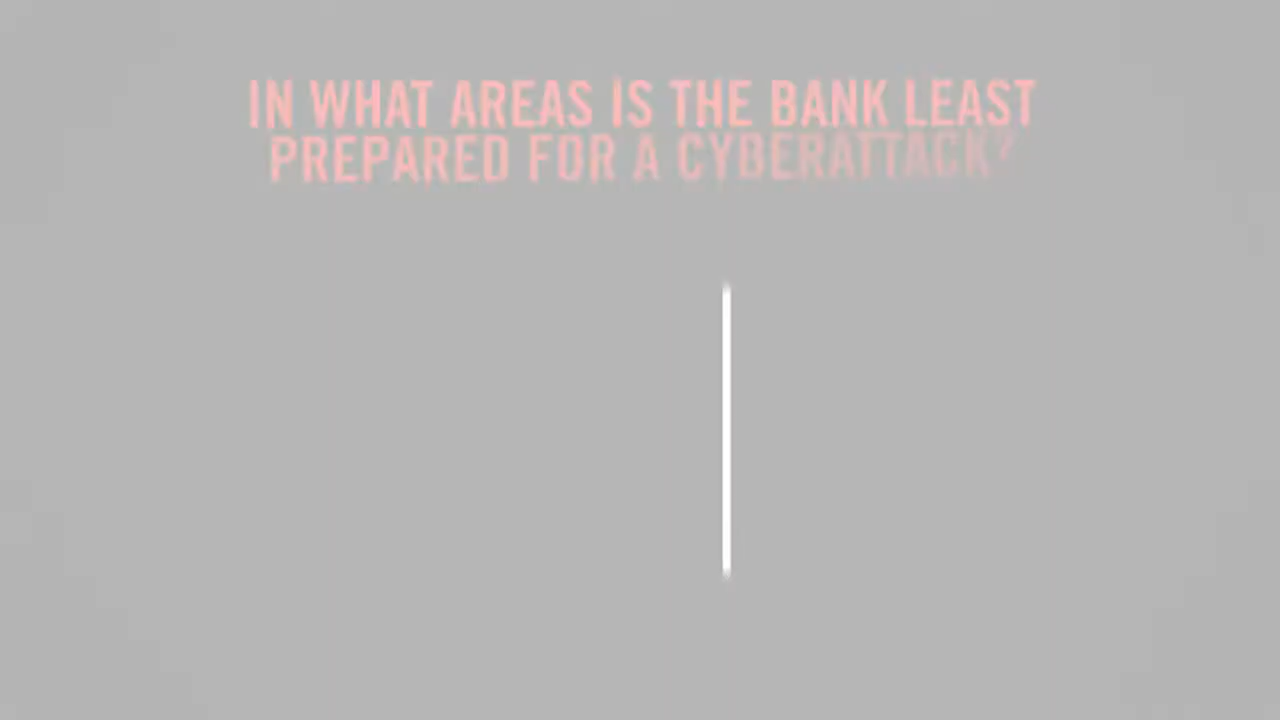 IN WHAT AREAS IS THE BANK LEAST
PREPARED FOR A CYBERATTACK?